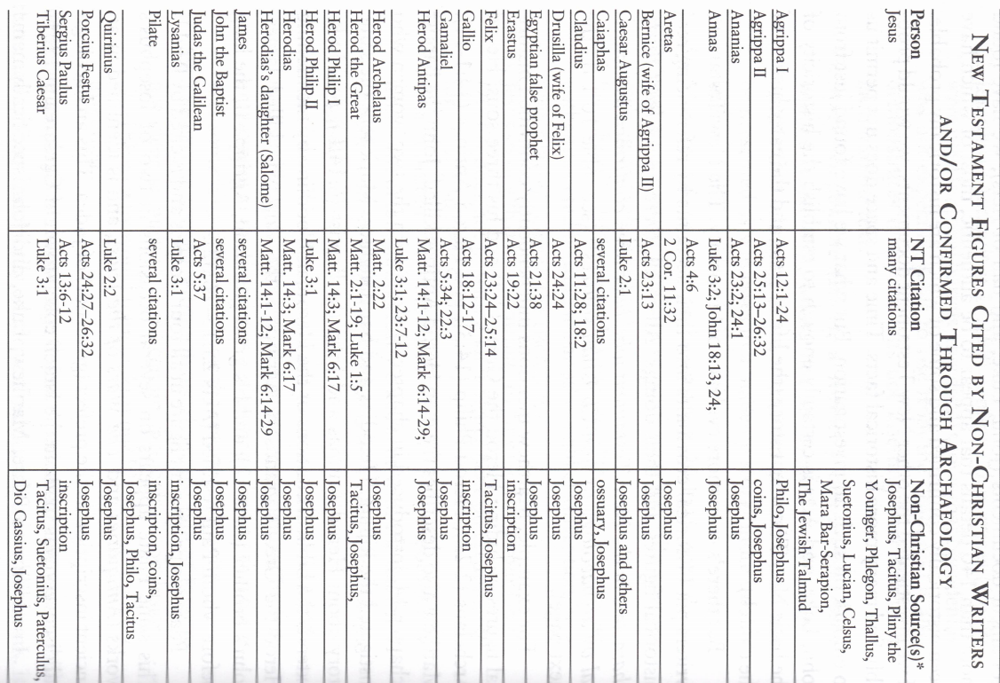 NEW TESTAMENT FIGURES CITED BY NON-CHRISTIAN WRITERS
AND/OR CONFIRMED THROUGH ARCHAEOLOGY
Person NT Citation Non-Christian Source(s)*
Jesus many citations Josephus, Tacitus, Pliny the
Younger, Phlegon, Thallus,
Suetonius, Lucian, Celsus,
Mara Bar-Serapion,
The Jewish Talmud
Agrippa I Acts 12:1-24 Philo, Josephus
Agrippa II Acts 25:13–26:32 coins, Josephus
Ananias Acts 23:2; 24:1 Josephus
Annas Luke 3:2; John 18:13, 24; Josephus
Acts 4:6
Aretas 2 Cor. 11:32 Josephus
Bernice (wife of Agrippa II) Acts 23:13 Josephus
Caesar Augustus Luke 2:1 Josephus and others
Caiaphas several citations ossuary, Josephus
Claudius Acts 11:28; 18:2 Josephus
Drusilla (wife of Felix) Acts 24:24 Josephus
Egyptian false prophet Acts 21:38 Josephus
Eastus Acts 19:22 inscription
Felix Acts 23:24–25:14 Tacitus, Josephus
Gallio Acts 18:12-17 inscription
Gamaliel Acts 5:34; 22:3 Josephus
Herod Antipas Matt. 14:1-12; Mark 6:14-29; Josephus
Luke 3:1; 23:7-12
Herod Archelaus Matt. 2:22 Josephus
Herod the Great Matt. 2:1-19; Luke 1:5 Tacitus, Josephus,
Herod Philip I Matt. 14:3; Mark 6:17 Josephus
Herod Philip II Luke 3:1 Josephus
Herodias Matt. 14:3; Mark 6:17 Josephus
Herodias's daughter (Salome) Matt. 14:1-12; Mark 6:14-29 Josephus
James several citations Josephus
John the Baptist several citations Josephus
Judas the Galilean Acts 5:37 Josephus
Lysanias Luke 3:1 inscription, Josephus
Pilate several citations inscription, coins,
Josephus, Philo, Tacitus
Quirinius Luke 2:2 Josephus
Porcius Festus Acts 24:27–26:32 Josephus
Sergius Paulus Acts 13:6-12 inscription
Tiberius Caesar Luke 3:1 Tacitus, Suetonius, Paterculus,
Dio Cassius, Josephus